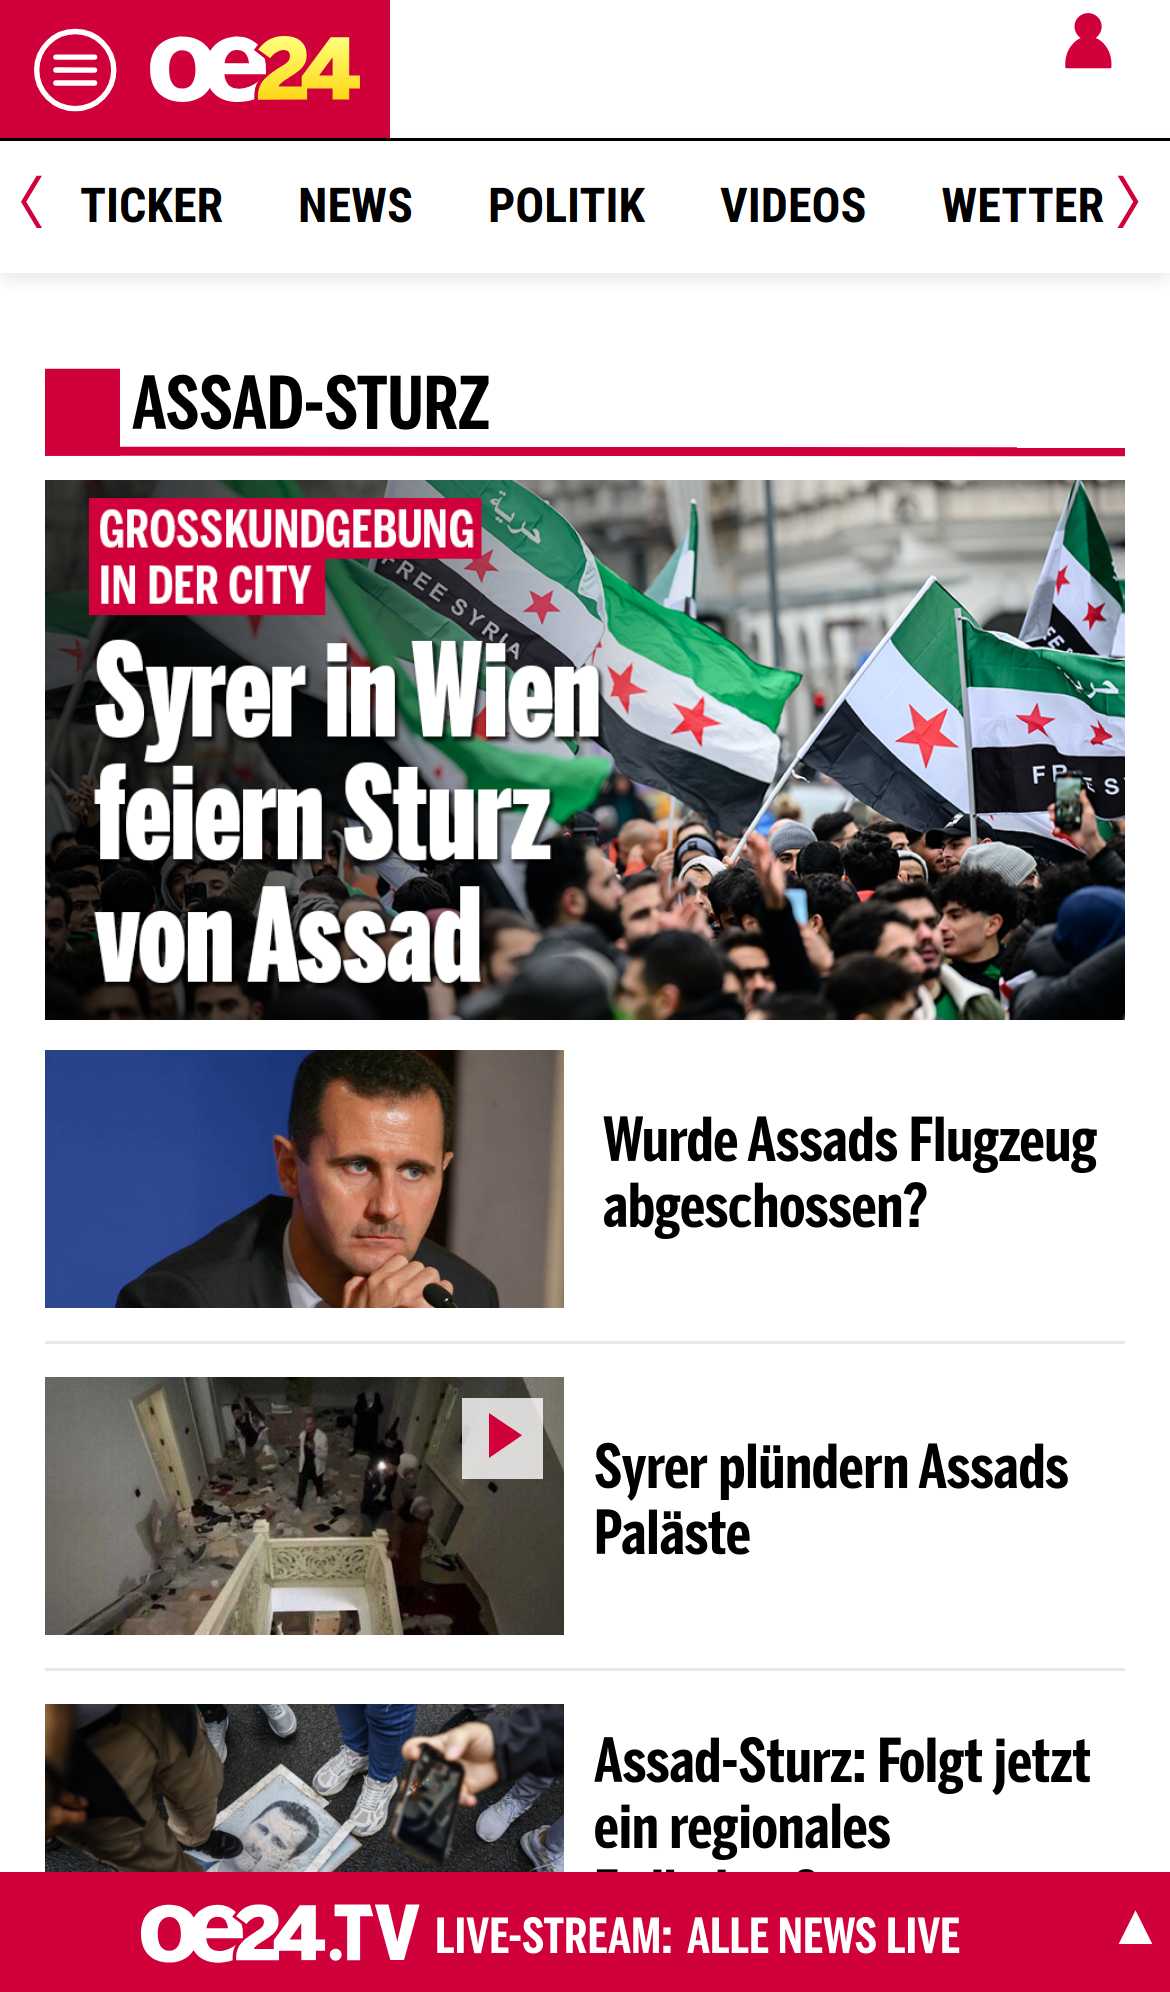 oe24
TICKER NEWS POLITIK VIDEOS WETTER
ASSAD-STURZ
GROSSKUNDGEBUNG
IN DER CITY
حرية
FREE SYRIA
حرية
Syrer in Wien
feiern Sturz
von Assad
Wurde Assads Flugzeug
abgeschossen?
Syrer plündern Assads
Paläste
Assad-Sturz: Folgt jetzt
ein regionales
oe24.TV LIVE-STREAM: ALLE NEWS LIVE